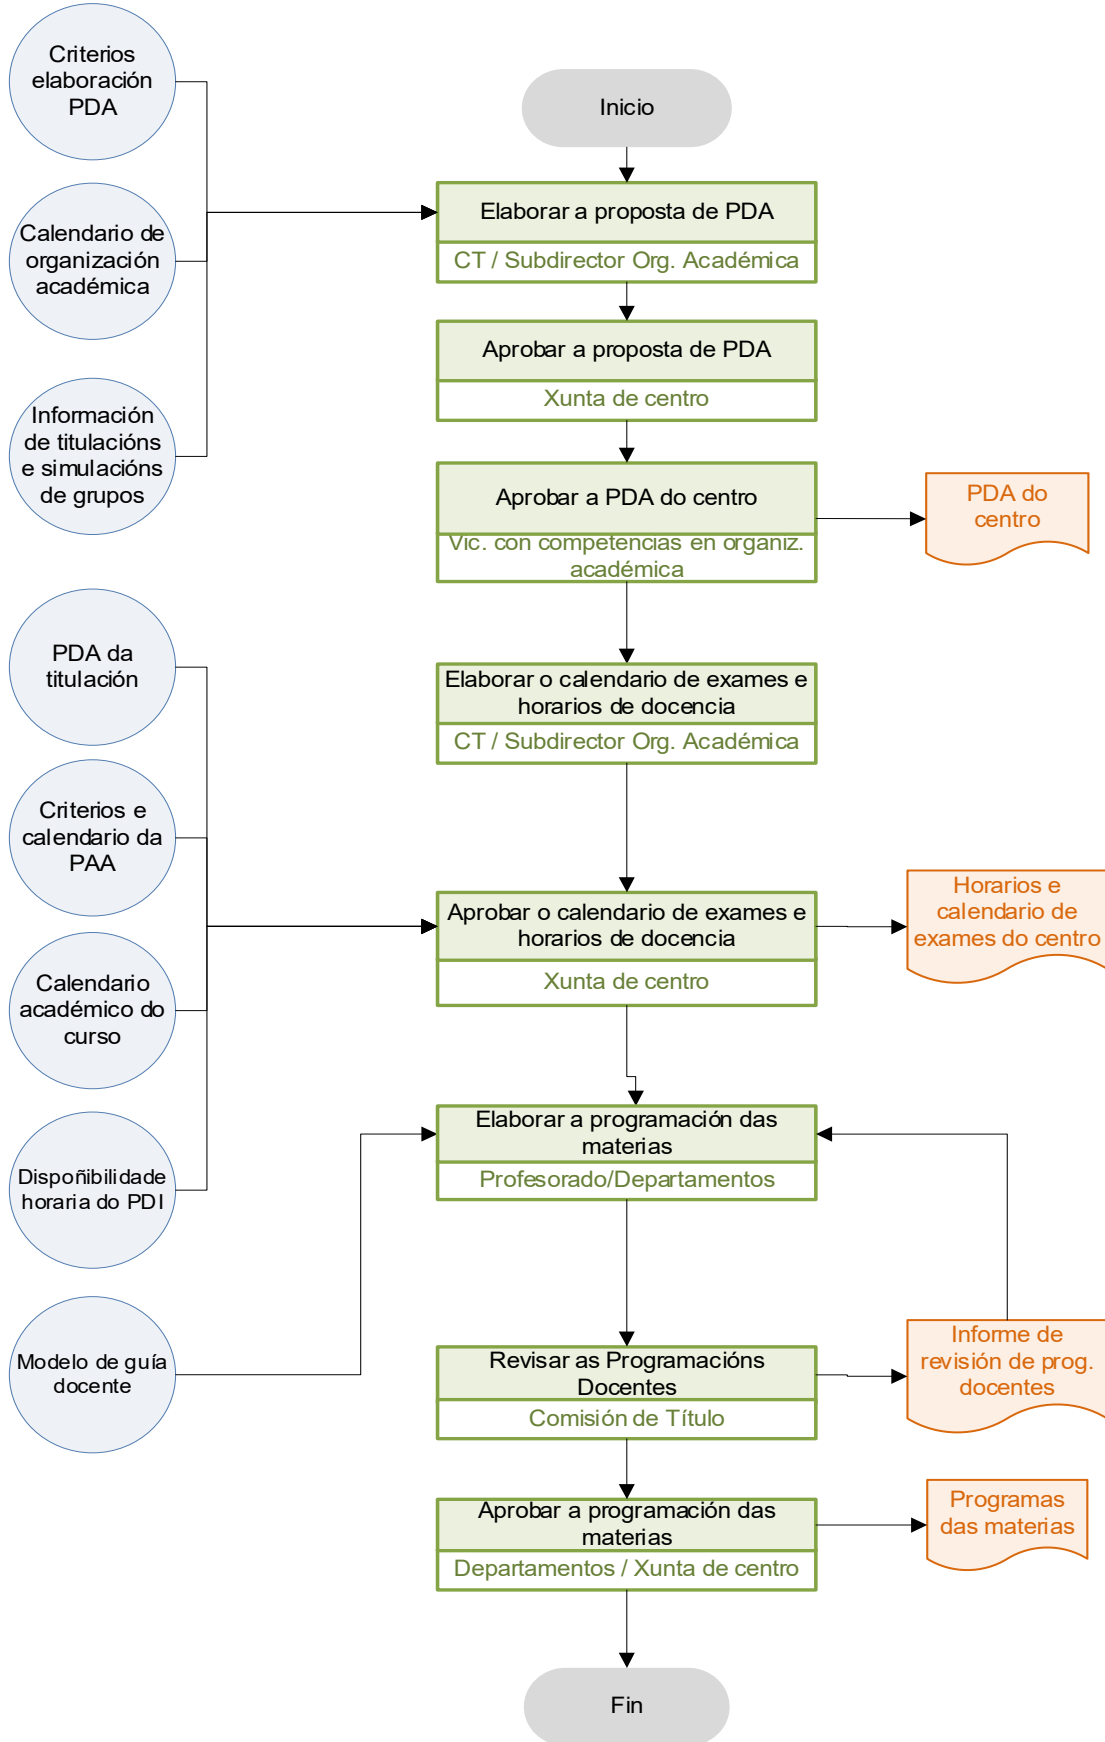 Criterios
elaboración
PDA
Inicio
Elaborar a proposta de PDA
CT / Subdirector Org. Académica
Calendario de
organización
académica
Aprobar a proposta de PDA
Xunta de centro
Información
de titulacións
e simulacións
de grupos
Aprobar a PDA do centro
Vic. con competencias en organiz.
académica
PDA do
centro
PDA da
titulación
Elaborar o calendario de exames e
horarios de docencia
CT / Subdirector Org. Académica
Criterios e
calendario da
PAA
Aprobar o calendario de exames e
horarios de docencia
Xunta de centro
Horarios e
calendario de
exames do centro
Calendario
académico do
curso
Dispoñibilidade
horaria do PDI
Elaborar a programación das
materias
Profesorado/Departamentos
Modelo de guía
docente
Revisar as Programacións
Docentes
Comisión de Título
Informe de
revisión de prog.
docentes
Aprobar a programación das
materias
Departamentos / Xunta de centro
Programas
das materias
Fin